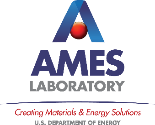 AMES
LABORATORY
Creating Materials & Energy Solutions
U.S. DEPARTMENT OF ENERGY